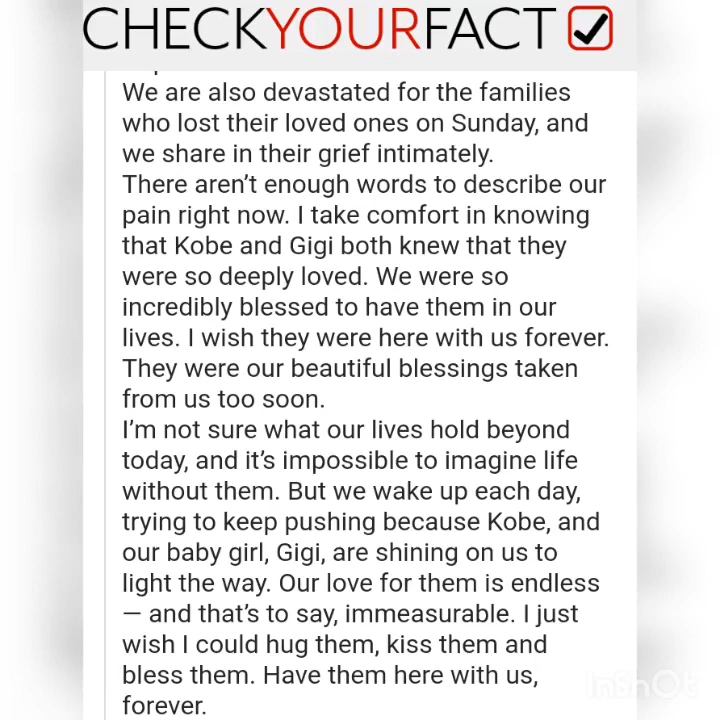 CHECKYOURFACT
We are also devastated for the families
who lost their loved ones on Sunday, and
we share in their grief intimately.
There aren’t enough words to describe our
pain right now. I take comfort in knowing
that Kobe and Gigi both knew that they
were so deeply loved. We were so
incredibly blessed to have them in our
lives. I wish they were here with us forever.
They were our beautiful blessings taken
from us too soon.
I’m not sure what our lives hold beyond
today, and it’s impossible to imagine life
without them. But we wake up each day,
trying to keep pushing because Kobe, and
our baby girl, Gigi, are shining on us to
light the way. Our love for them is endless
— and that’s to say, immeasurable. I just
wish I could hug them, kiss them and
bless them. Have them here with us,
forever.
InShOt